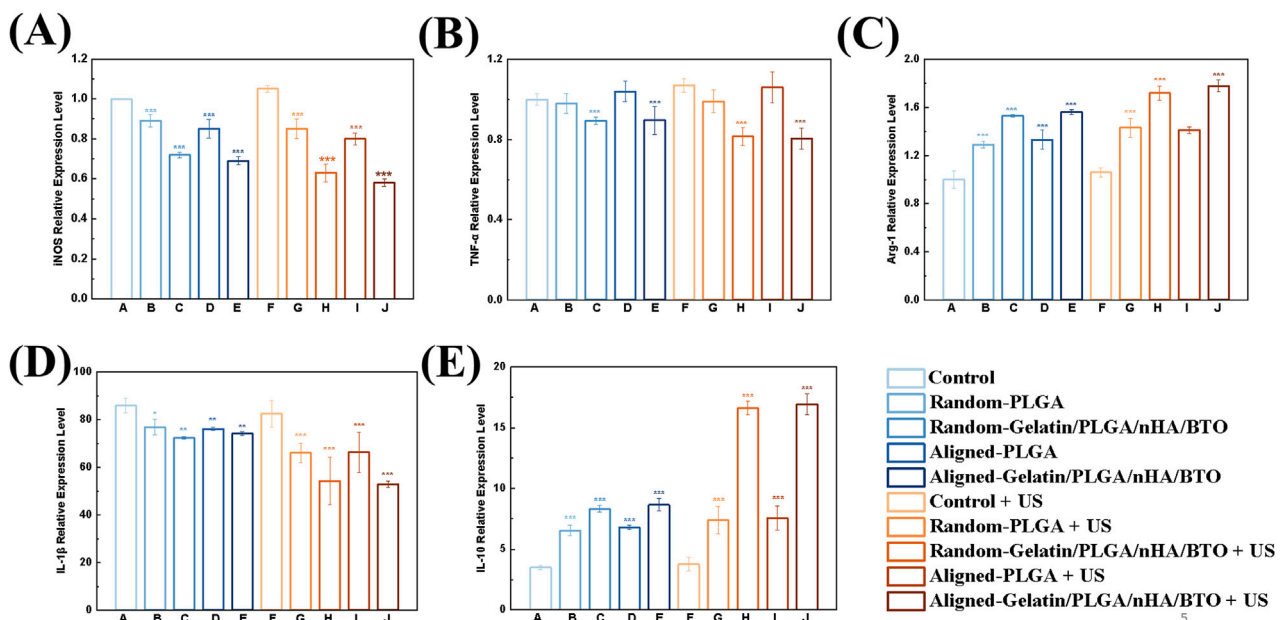 (A)
iNOS Relative Expression Level
1.2
1.0
0.8
0.6
0.4
0.2
0.0
***
***
***
***
***
***
***
***
A B C D E F G H I J
(B)
TNF-α Relative Expression Level
1.2
0.8
0.4
0.0
***
***
***
***
A B C D E F G H I J
(C)
Arg-1 Relative Expression Level
2.0
1.6
1.2
0.8
0.4
0.0
***
***
***
***
***
***
***
A B C D E F G H I J
(D)
IL-1β Relative Expression Level
100
80
60
40
20
0
*
**
**
**
***
***
***
***
A B C D E F G H I J
(E)
IL-10 Relative Expression Level
20
15
10
5
0
***
***
***
***
***
***
***
***
A B C D E F G H I J
Control
Random-PLGA
Random-Gelatin/PLGA/nHA/BTO
Aligned-PLGA
Aligned-Gelatin/PLGA/nHA/BTO
Control + US
Random-PLGA + US
Random-Gelatin/PLGA/nHA/BTO + US
Aligned-PLGA + US
Aligned-Gelatin/PLGA/nHA/BTO + US
5